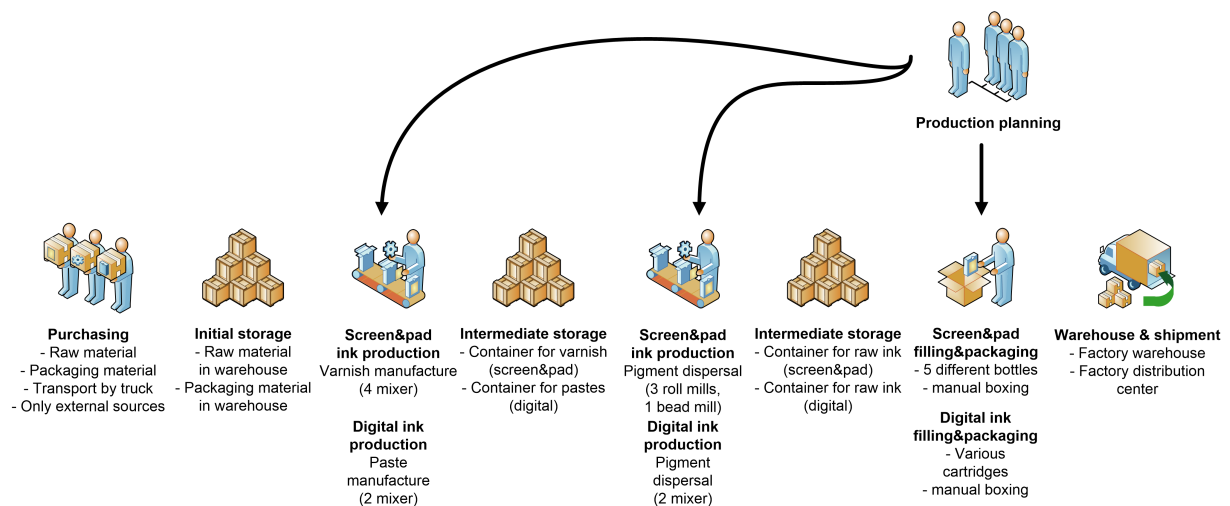 Production planning
Purchasing
- Raw material
- Packaging material
- Transport by truck
- Only external sources
Initial storage
- Raw material
in warehouse
- Packaging material
in warehouse
Screen&pad
ink production
Varnish manufacture
(4 mixer)
Digital ink
production
Paste
manufacture
(2 mixer)
Intermediate storage
- Container for varnish
(screen&pad)
- Container for pastes
(digital)
Screen&pad
ink production
Pigment dispersal
(3 roll mills,
1 bead mill)
Digital ink
production
Pigment
dispersal
(2 mixer)
Intermediate storage
- Container for raw ink
(screen&pad)
- Container for raw ink
(digital)
Screen&pad
filling&packaging
- 5 different bottles
- manual boxing
Digital ink
filling&packaging
- Various
cartridges
- manual boxing
Warehouse & shipment
- Factory warehouse
- Factory distribution
center